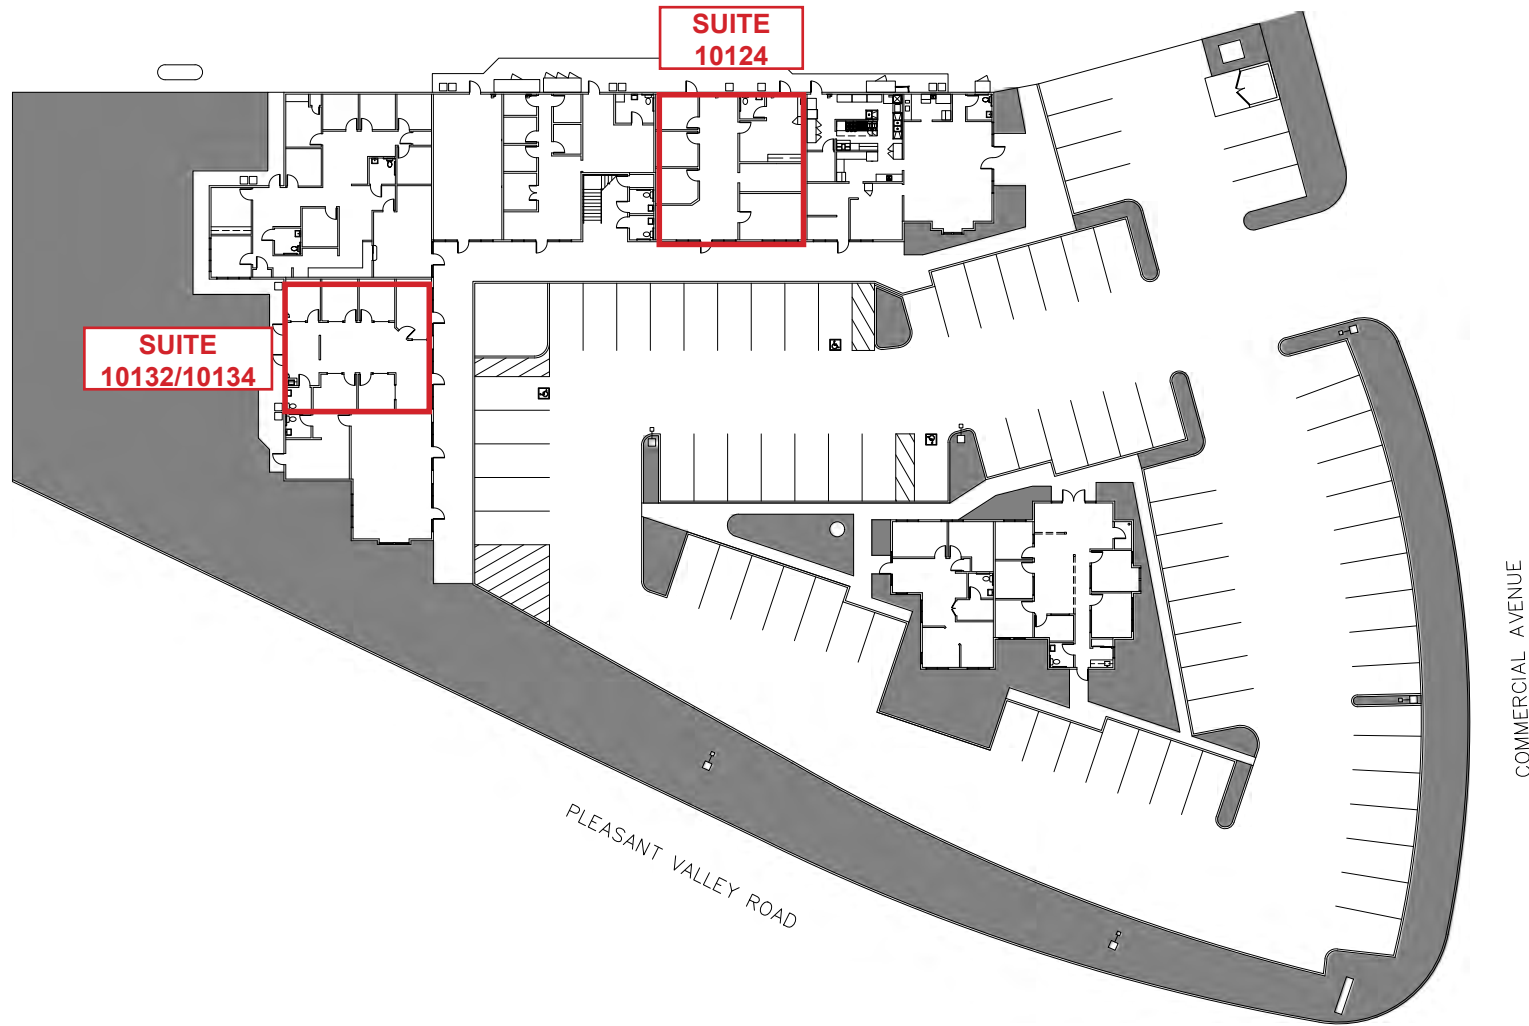 SUITE
10124
SUITE
10132/10134
PLEASANT VALLEY ROAD
COMMERCIAL AVENUE